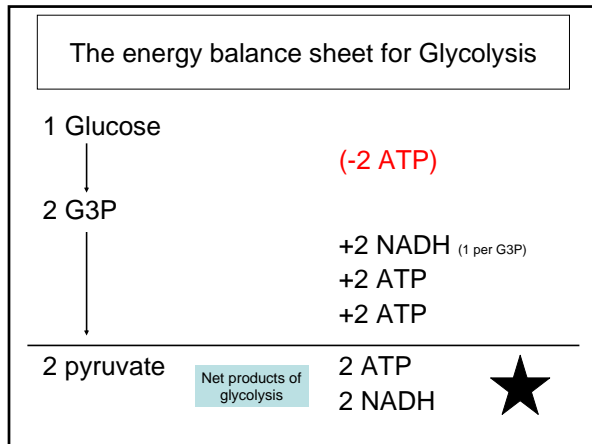 The energy balance sheet for Glycolysis
1 Glucose
(-2 ATP)
2 G3P
+2 NADH (1 per G3P)
+2 ATP
+2 ATP
2 pyruvate
Net products of
glycolysis
2 ATP
2 NADH